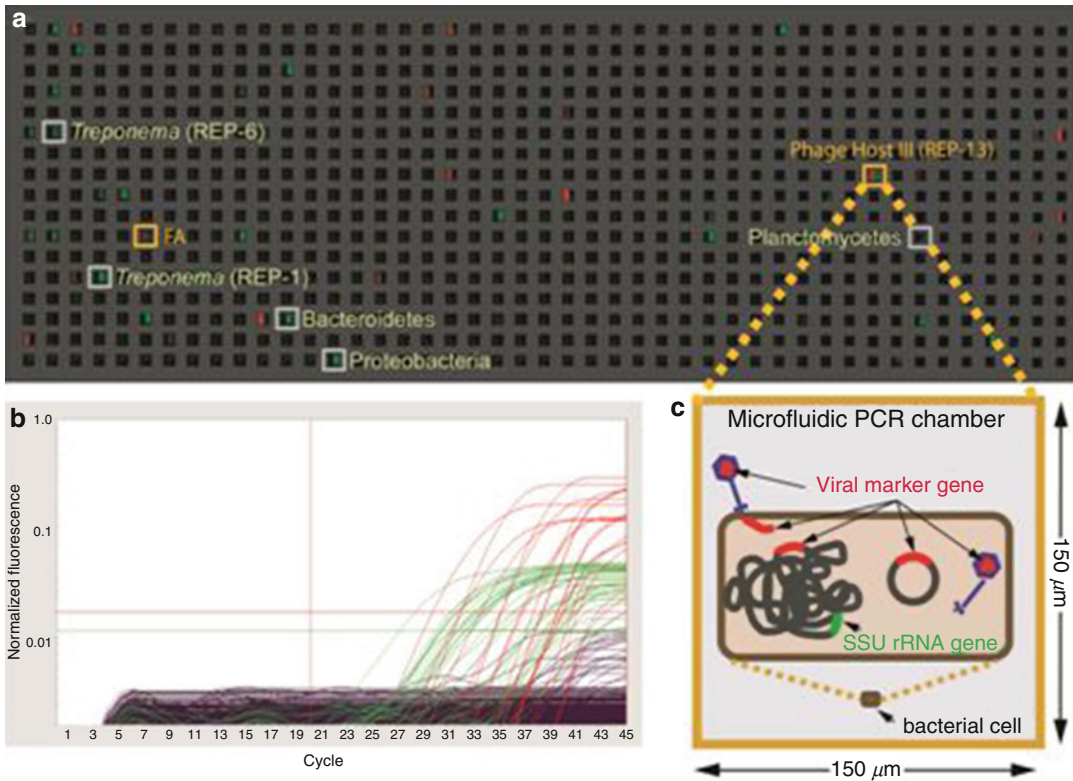 a
Treponema (REP-6)
Phage Host III (REP-13)
FA
Planctomycetes
Treponema (REP-1)
Bacteroidetes
Proteobacteria
b
1.0
0.1
0.01
Normalized fluorescence
1 3 5 7 9 11 13 15 17 19 21 23 25 27 29 31 33 35 37 39 41 43 45
Cycle
c
Microfluidic PCR chamber
Viral marker gene
SSU rRNA gene
bacterial cell
150 μm
150 μm